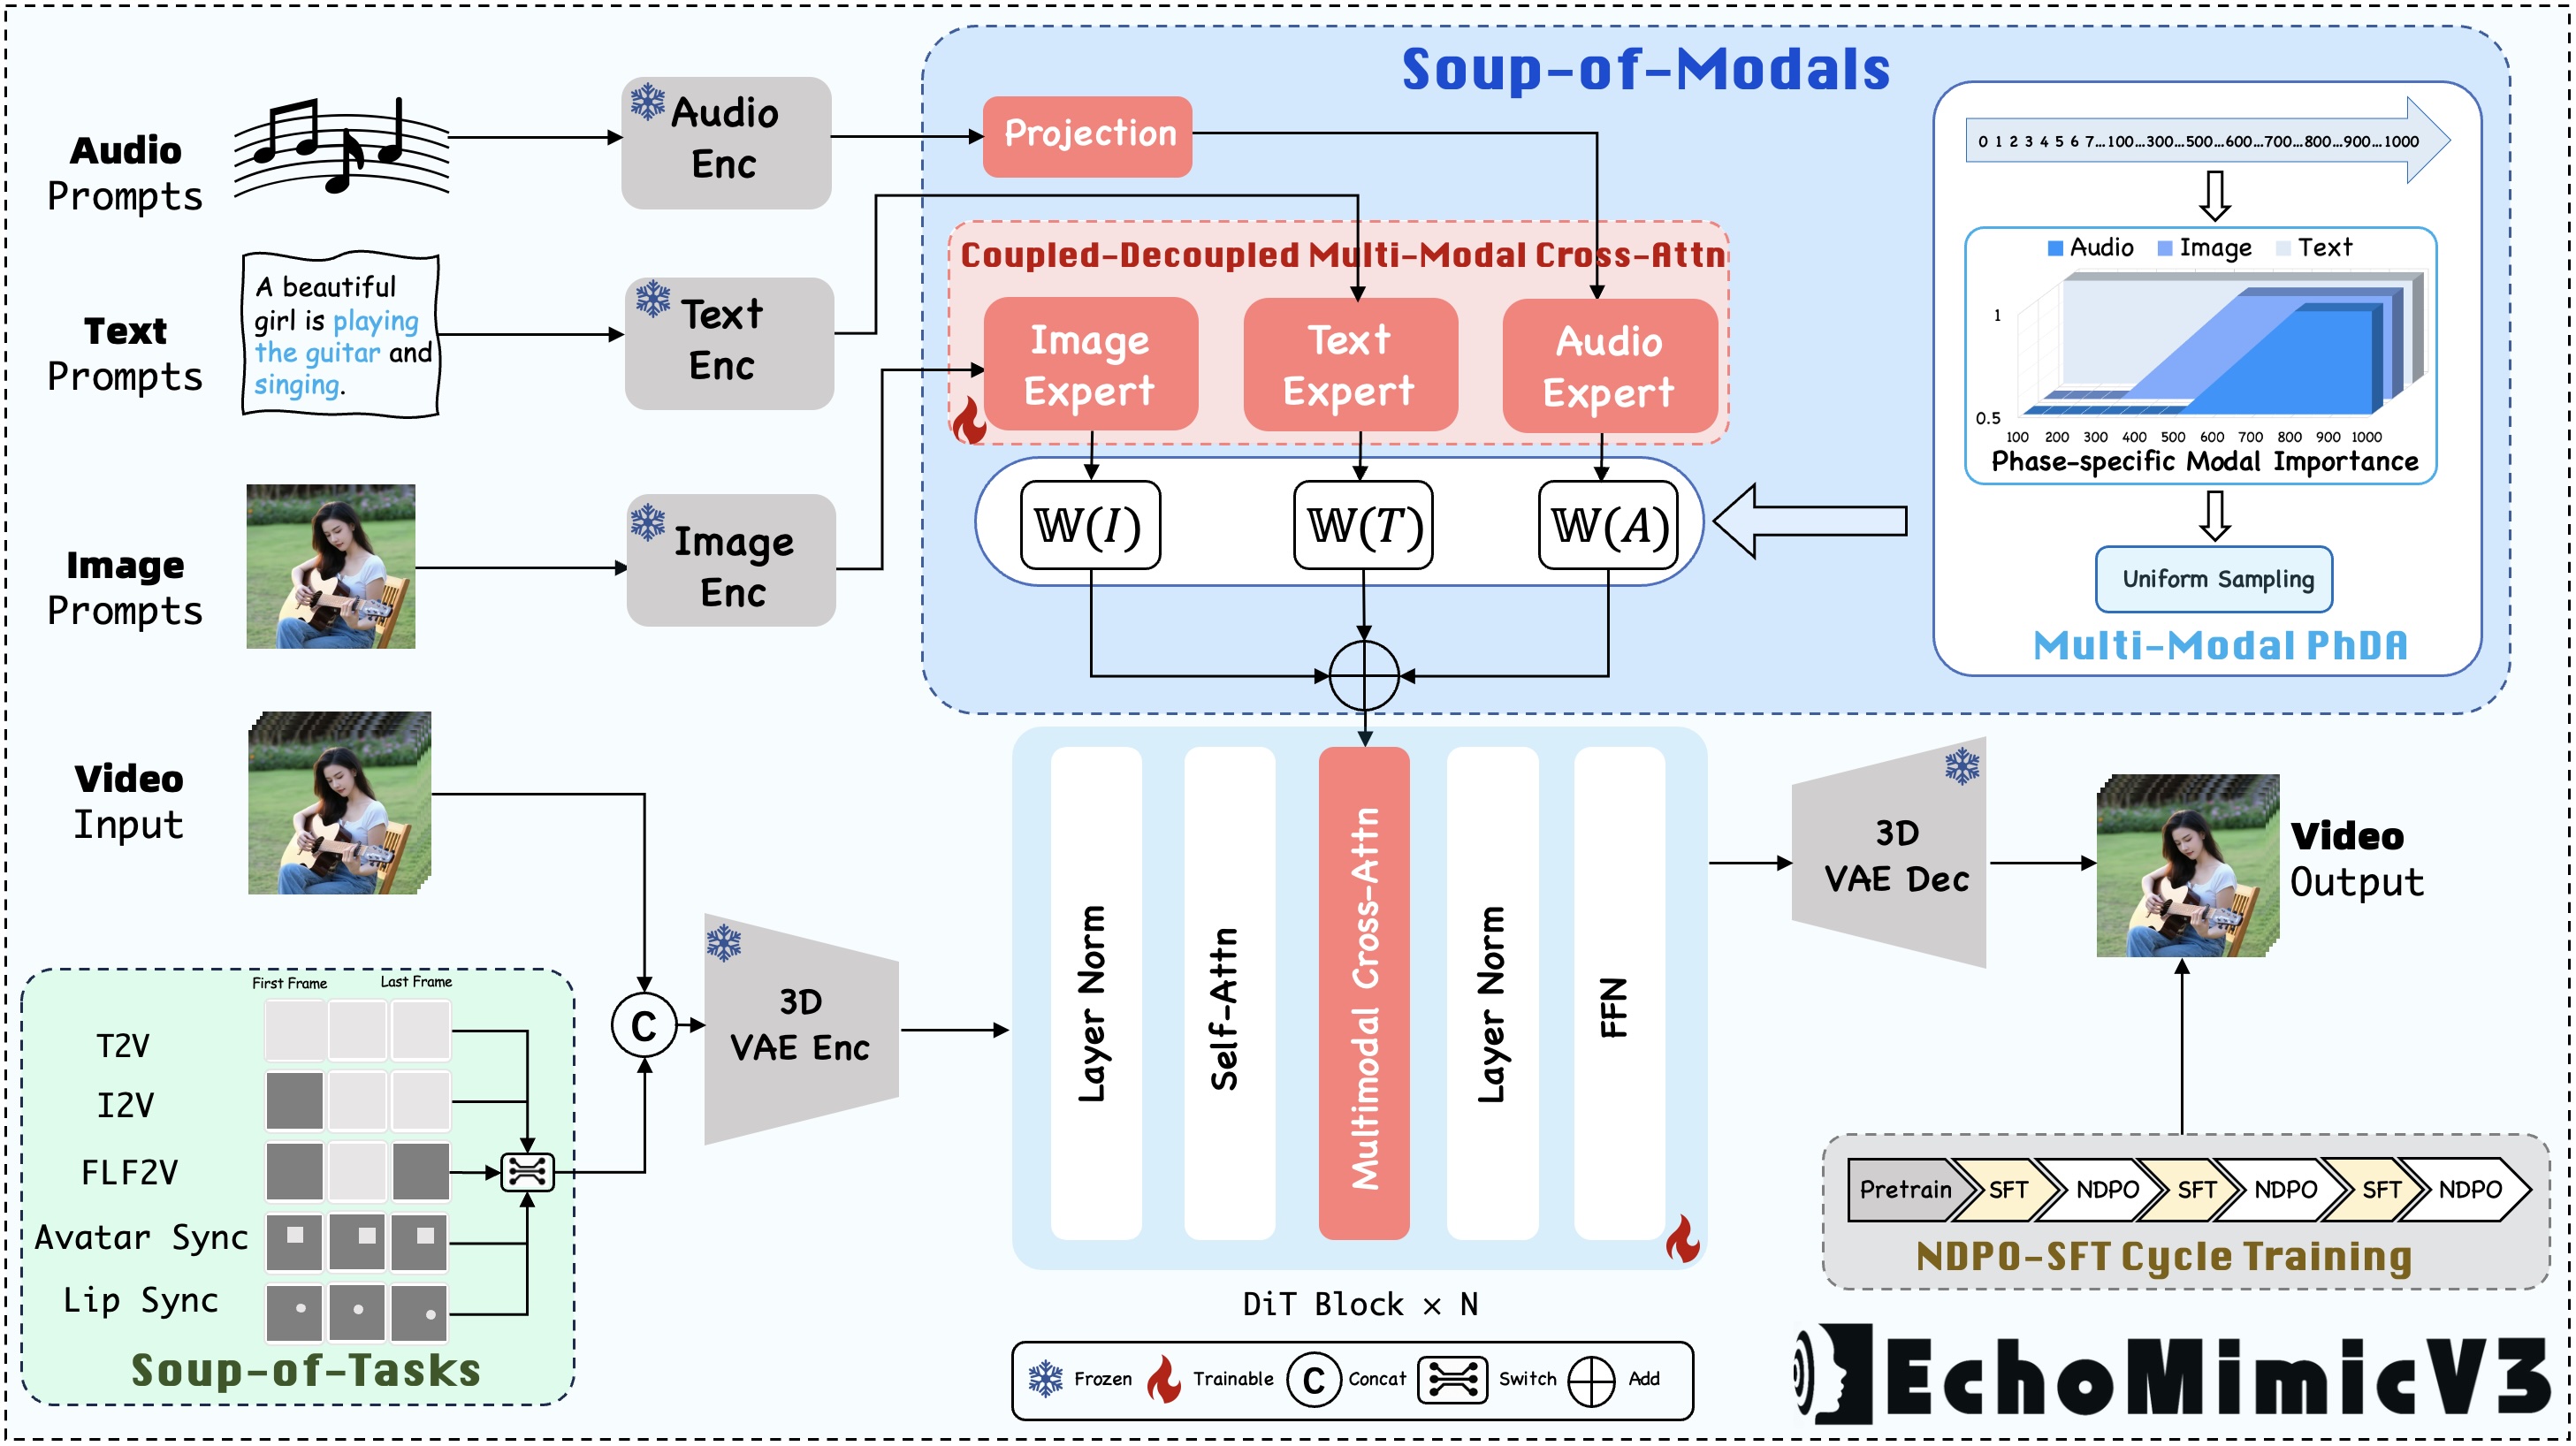 Soup-of-Modals
Audio
Prompts
Audio
Enc
Projection
Text
Prompts
A beautiful
girl is playing
the guitar and
singing.
Text
Enc
Image
Prompts
Image
Enc
Coupled-Decoupled Multi-Modal Cross-Attn
Image
Expert
Text
Expert
Audio
Expert
𝕎(I)
𝕎(T)
𝕎(A)
0 1 2 3 4 5 6 7...100...300...500...600...700...800...900...1000
Audio Image Text
1
0.5
100 200 300 400 500 600 700 800 900 1000
Phase-specific Modal Importance
Uniform Sampling
Multi-Modal PhDA
Video
Input
First Frame Last Frame
T2V
I2V
FLF2V
Avatar Sync
Lip Sync
Soup-of-Tasks
C
3D
VAE Enc
Layer Norm
Self-Attn
Multimodal Cross-Attn
Layer Norm
FFN
DiT Block × N
3D
VAE Dec
Video
Output
Pretrain SFT NDPO SFT NDPO SFT NDPO
NDPO-SFT Cycle Training
Frozen Trainable C Concat Switch Add
EchoMimicV3